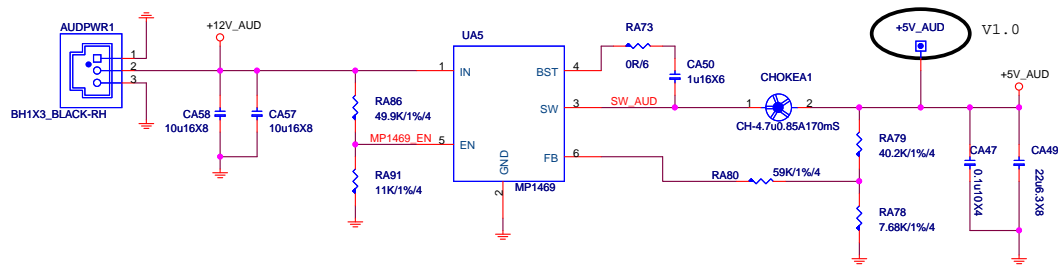 AUDPWR1
1
2
3
BH1X3_BLACK-RH
+12V_AUD
CA58
10u16X8
CA57
10u16X8
RA86
49.9K/1%/4
MP1469_EN
RA91
11K/1%/4
UA5
1
IN
BST
4
SW
3
5
EN
FB
6
GND
2
MP1469
RA73
0R/6
CA50
1u16X6
SW_AUD
CHOKEA1
1
2
CH-4.7u0.85A170mS
+5V_AUD
V1.0
+5V_AUD
RA79
40.2K/1%/4
RA80
59K/1%/4
RA78
7.68K/1%/4
CA47
0.1u10X4
CA49
22u6.3X8